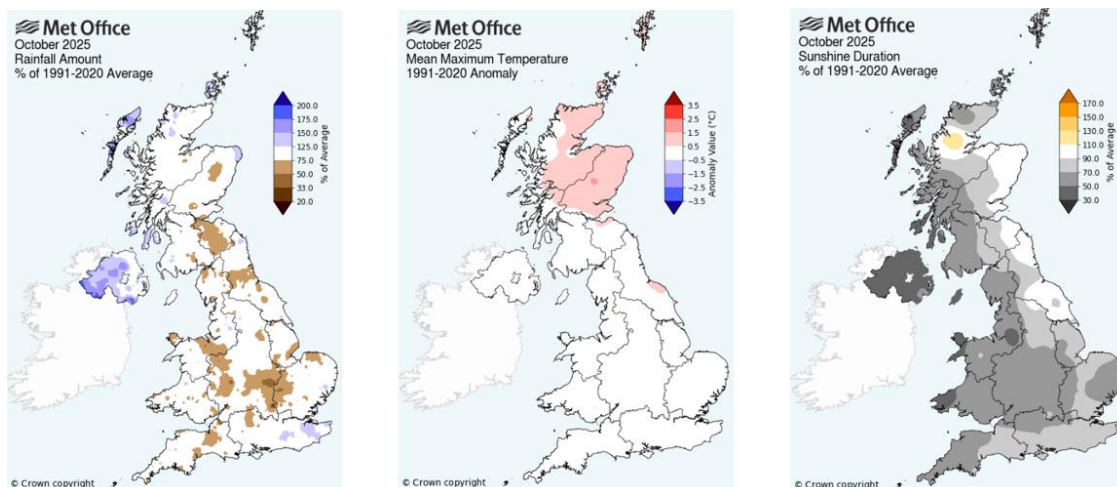 Met Office
October 2025
Rainfall Amount
% of 1991-2020 Average
200.0
175.0
125.0
75.0
50.0
33.0
20.0
% of Average
© Crown copyright
Met Office
October 2025
Mean Maximum Temperature
1991-2020 Anomaly
3.5
2.5
1.5
0.5
−0.5
−1.5
−2.5
−3.5
Anomaly Value (°C)
© Crown copyright
Met Office
October 2025
Sunshine Duration
% of 1991-2020 Average
170.0
150.0
130.0
110.0
90.0
70.0
50.0
30.0
% of Average
© Crown copyright